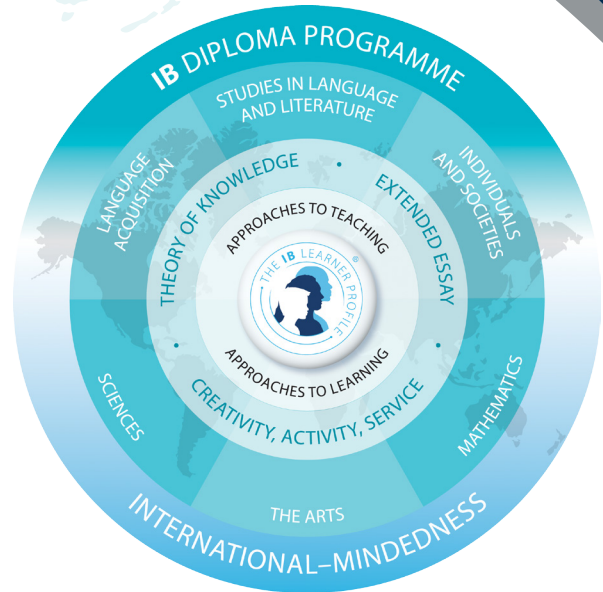 IB DIPLOMA PROGRAMME
STUDIES IN LANGUAGE
AND LITERATURE
LANGUAGE
ACQUISITION
INDIVIDUALS
AND SOCIETIES
THEORY OF KNOWLEDGE
EXTENDED ESSAY
APPROACHES TO TEACHING
THE IB LEARNER PROFILE
®
APPROACHES TO LEARNING
CREATIVITY, ACTIVITY, SERVICE
SCIENCES
MATHEMATICS
THE ARTS
INTERNATIONAL–MINDEDNESS